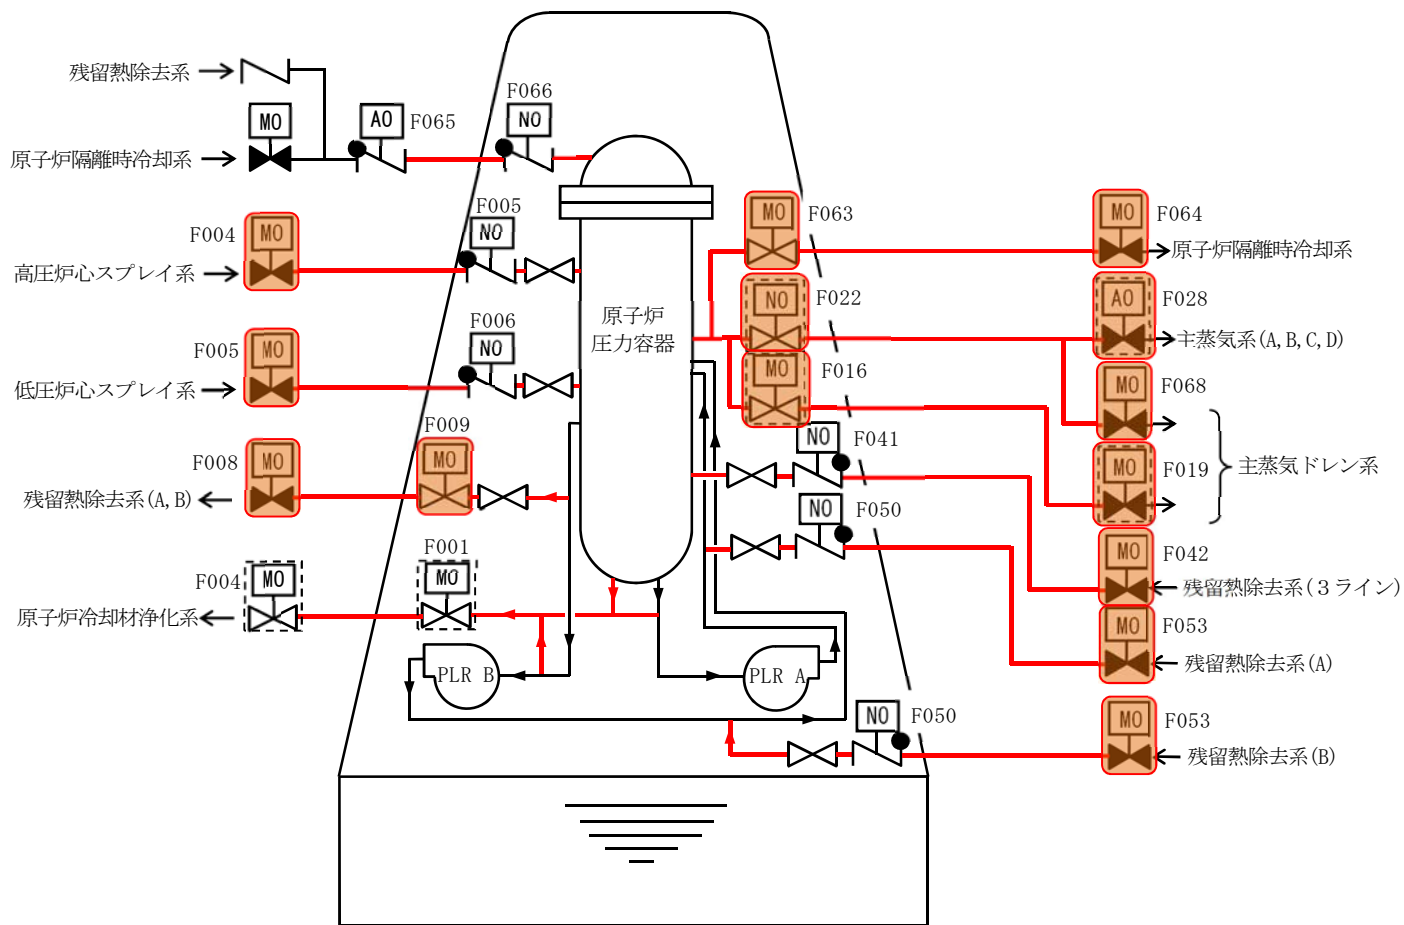 残留熱除去系
MO
AO
F065
F066
NO
原子炉隔離時冷却系
F004
MO
高圧炉心スプレイ系
F005
NO
F005
MO
低圧炉心スプレイ系
F006
NO
F008
MO
残留熱除去系(A,B)
F009
MO
F004
MO
原子炉冷却材浄化系
F001
MO
原子炉
圧力容器
PLR B
PLR A
MO
F063
MO
F064
原子炉隔離時冷却系
NO
F022
AO
F028
主蒸気系(A,B,C,D)
MO
F016
MO
F068
MO
F019
主蒸気ドレン系
NO
F041
MO
F042
残留熱除去系(3ライン)
NO
F050
MO
F053
残留熱除去系(A)
NO
F050
MO
F053
残留熱除去系(B)